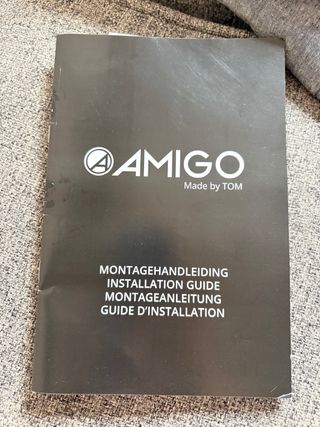 AMIGO
Made by TOM
MONTAGEHANDLEIDING
INSTALLATION GUIDE
MONTAGEANLEITUNG
GUIDE D'INSTALLATION